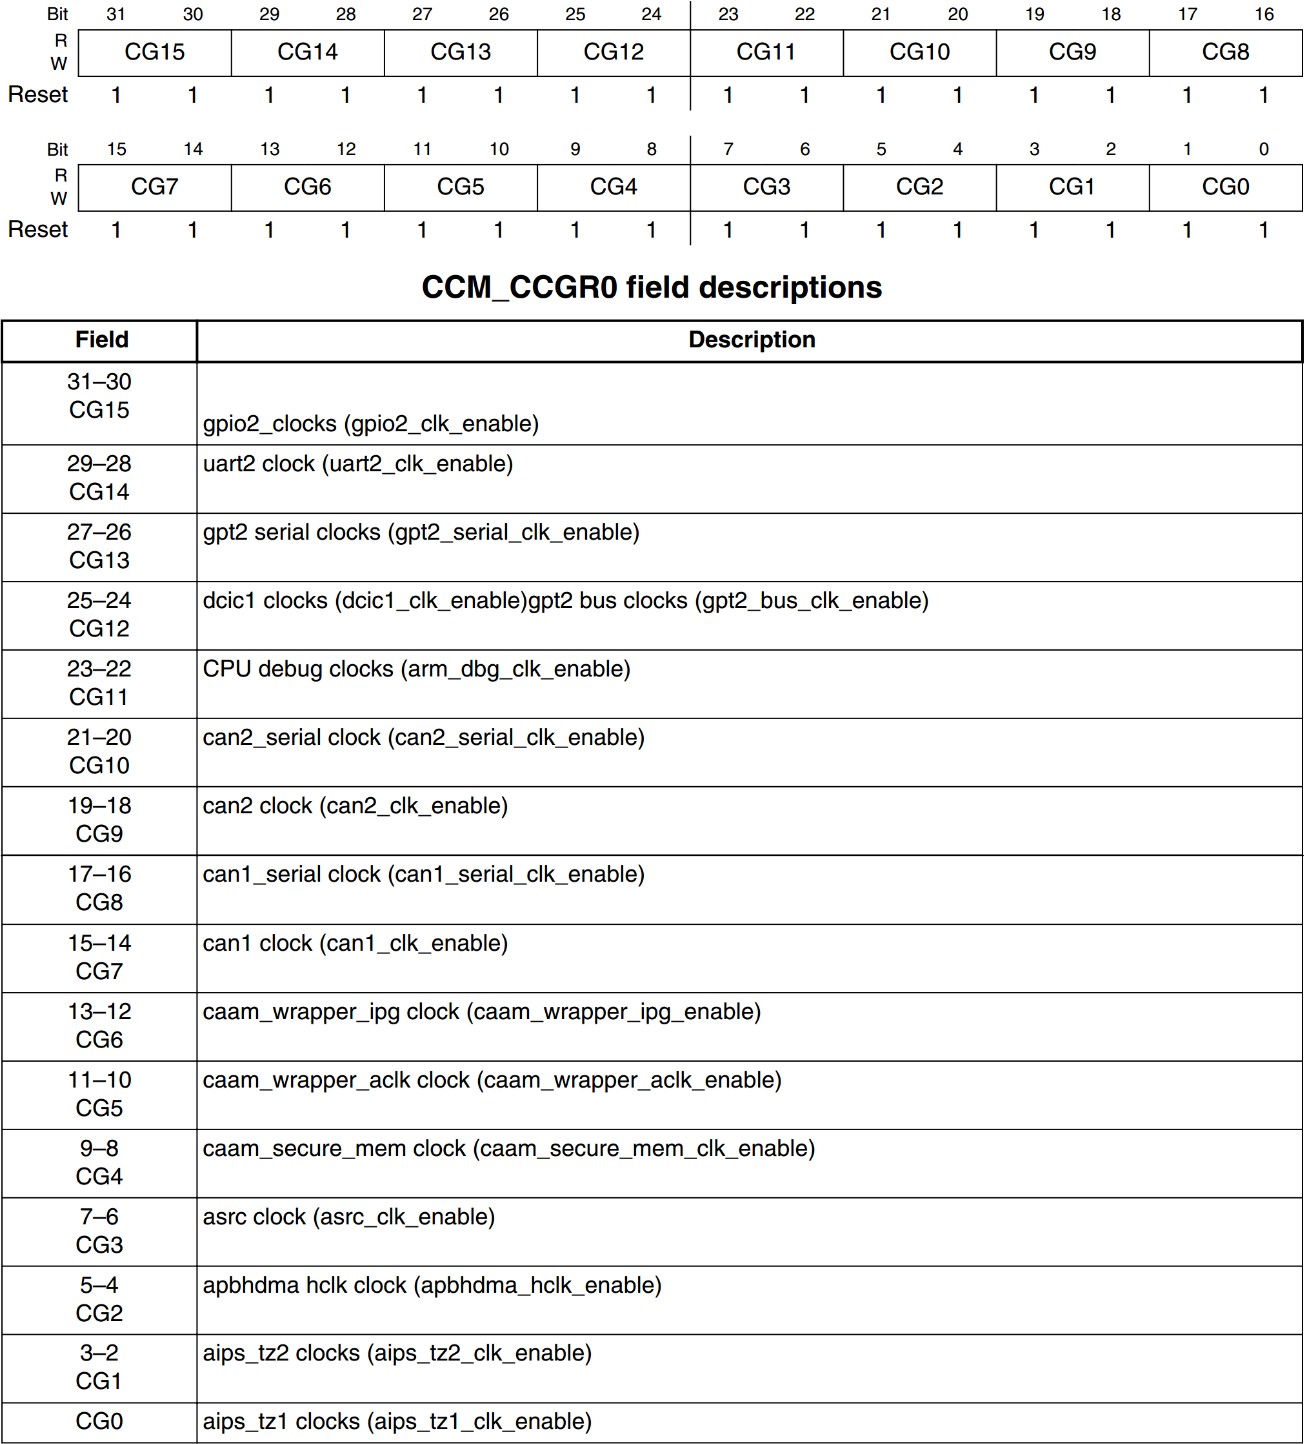 Bit 31 30 29 28 27 26 25 24 23 22 21 20 19 18 17 16
R
W
CG15 CG14 CG13 CG12 CG11 CG10 CG9 CG8
Reset 1 1 1 1 1 1 1 1 1 1 1 1 1 1 1 1
Bit 15 14 13 12 11 10 9 8 7 6 5 4 3 2 1 0
R
W
CG7 CG6 CG5 CG4 CG3 CG2 CG1 CG0
Reset 1 1 1 1 1 1 1 1 1 1 1 1 1 1 1 1
CCM_CCGR0 field descriptions
Field Description
31–30
CG15
gpio2_clocks (gpio2_clk_enable)
29–28
CG14
uart2 clock (uart2_clk_enable)
27–26
CG13
gpt2 serial clocks (gpt2_serial_clk_enable)
25–24
CG12
dcic1 clocks (dcic1_clk_enable)gpt2 bus clocks (gpt2_bus_clk_enable)
23–22
CG11
CPU debug clocks (arm_dbg_clk_enable)
21–20
CG10
can2_serial clock (can2_serial_clk_enable)
19–18
CG9
can2 clock (can2_clk_enable)
17–16
CG8
can1_serial clock (can1_serial_clk_enable)
15–14
CG7
can1 clock (can1_clk_enable)
13–12
CG6
caam_wrapper_ipg clock (caam_wrapper_ipg_enable)
11–10
CG5
caam_wrapper_aclk clock (caam_wrapper_aclk_enable)
9–8
CG4
caam_secure_mem clock (caam_secure_mem_clk_enable)
7–6
CG3
asrc clock (asrc_clk_enable)
5–4
CG2
apbhdma hclk clock (apbhdma_hclk_enable)
3–2
CG1
aips_tz2 clocks (aips_tz2_clk_enable)
CG0
aips_tz1 clocks (aips_tz1_clk_enable)